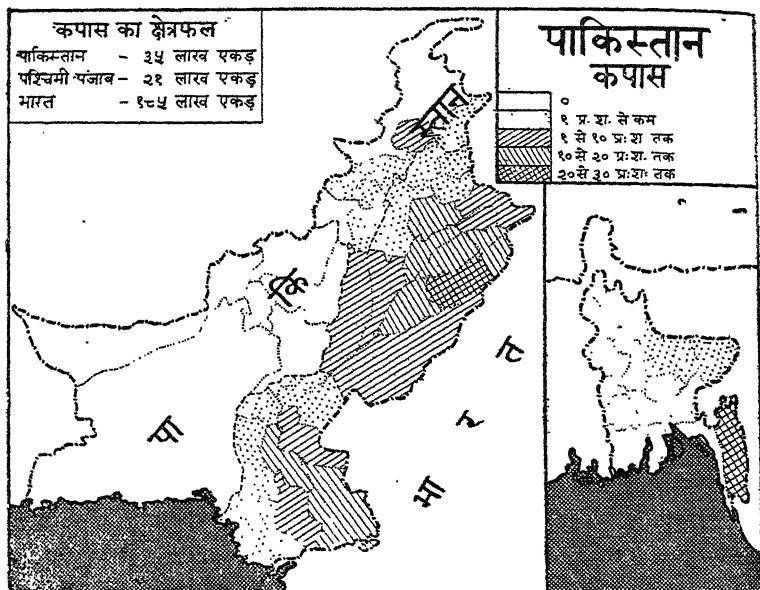 कपास का क्षेत्रफल
पाकिस्तान - ३५ लाख एकड़
पश्चिमी पंजाब - २१ लाख एकड़
भारत - १८५ लाख एकड़
पाकिस्तान
कपास
०
१ प्र. श. से कम
१ से १० प्र. श तक
१० से २० प्र. श. तक
२० से ३० प्र. श. तक
पा
कि
स्तान
भा
र
त